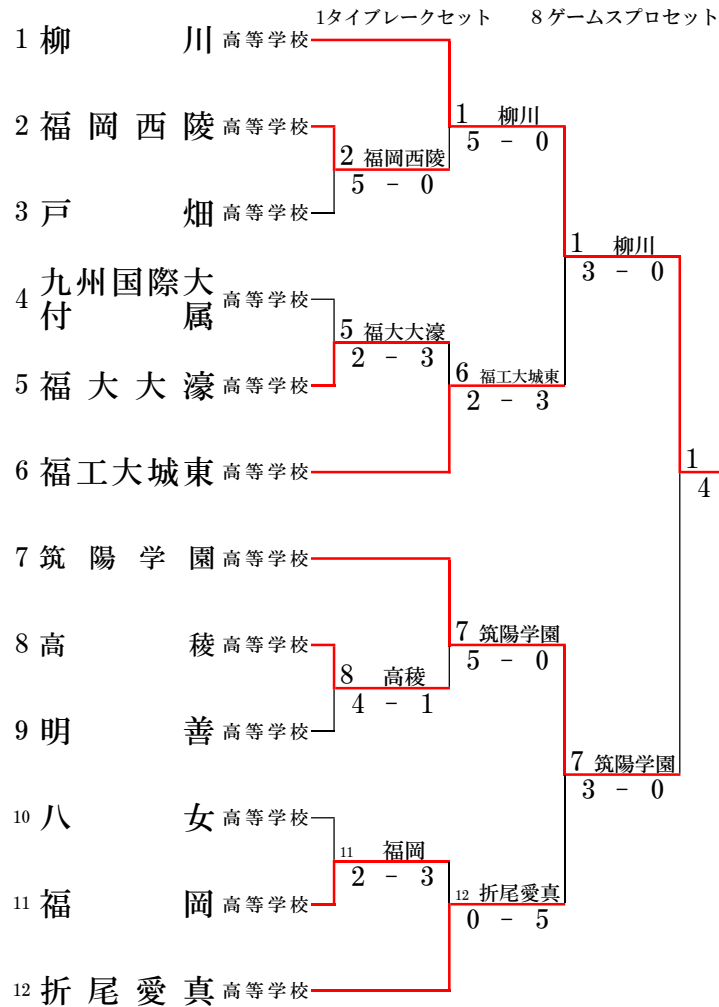 1タイブレークセット 8ゲームスプロセット
1 柳川 高等学校
2 福岡西陵 高等学校
3 戸畑 高等学校
4 九州国際大
付属 高等学校
5 福大大濠 高等学校
6 福工大城東 高等学校
7 筑陽学園 高等学校
8 高稜 高等学校
9 明善 高等学校
10 八女 高等学校
11 福岡 高等学校
12 折尾愛真 高等学校
2 福岡西陵
5 - 0
5 福大大濠
2 - 3
8 高稜
4 - 1
11 福岡
2 - 3
1 柳川
5 - 0
6 福工大城東
2 - 3
7 筑陽学園
5 - 0
12 折尾愛真
0 - 5
1 柳川
3 - 0
7 筑陽学園
3 - 0
1
4